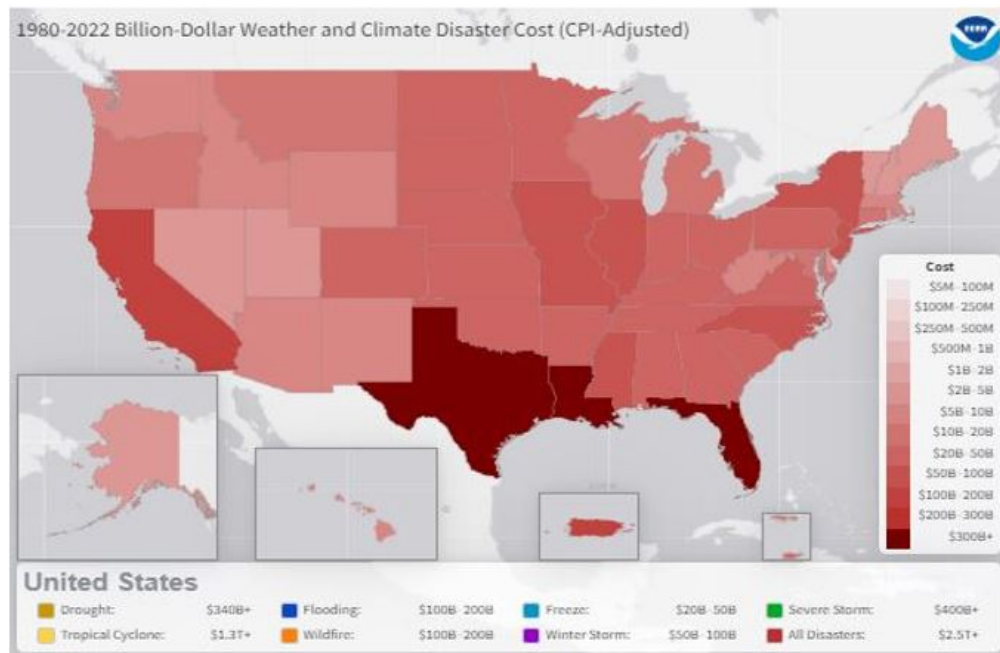 1980-2022 Billion-Dollar Weather and Climate Disaster Cost (CPI-Adjusted)
Cost
$5M-100M
$100M-250M
$250M-500M
$500M-1B
$1B-2B
$2B-5B
$5B-10B
$10B-20B
$20B-50B
$50B-100B
$100B-200B
$200B-300B
$300B+
United States
Drought: $340B+ Flooding: $100B-200B Freeze: $20B-50B Severe Storm: $400B+
Tropical Cyclone: $1.3T+ Wildfire: $100B-200B Winter Storm: $50B-100B All Disasters: $2.5T+